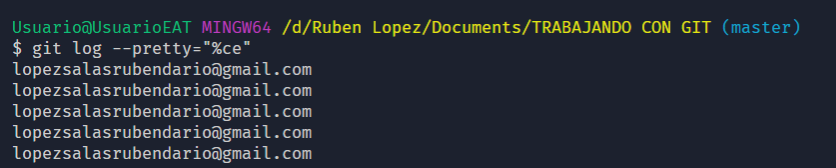 Usuario@UsuarioEAT MINGW64 /d/Ruben Lopez/Documents/TRABAJANDO CON GIT (master)
$ git log --pretty="%ce"
lopezsalasrubendario@gmail.com
lopezsalasrubendario@gmail.com
lopezsalasrubendario@gmail.com
lopezsalasrubendario@gmail.com
lopezsalasrubendario@gmail.com